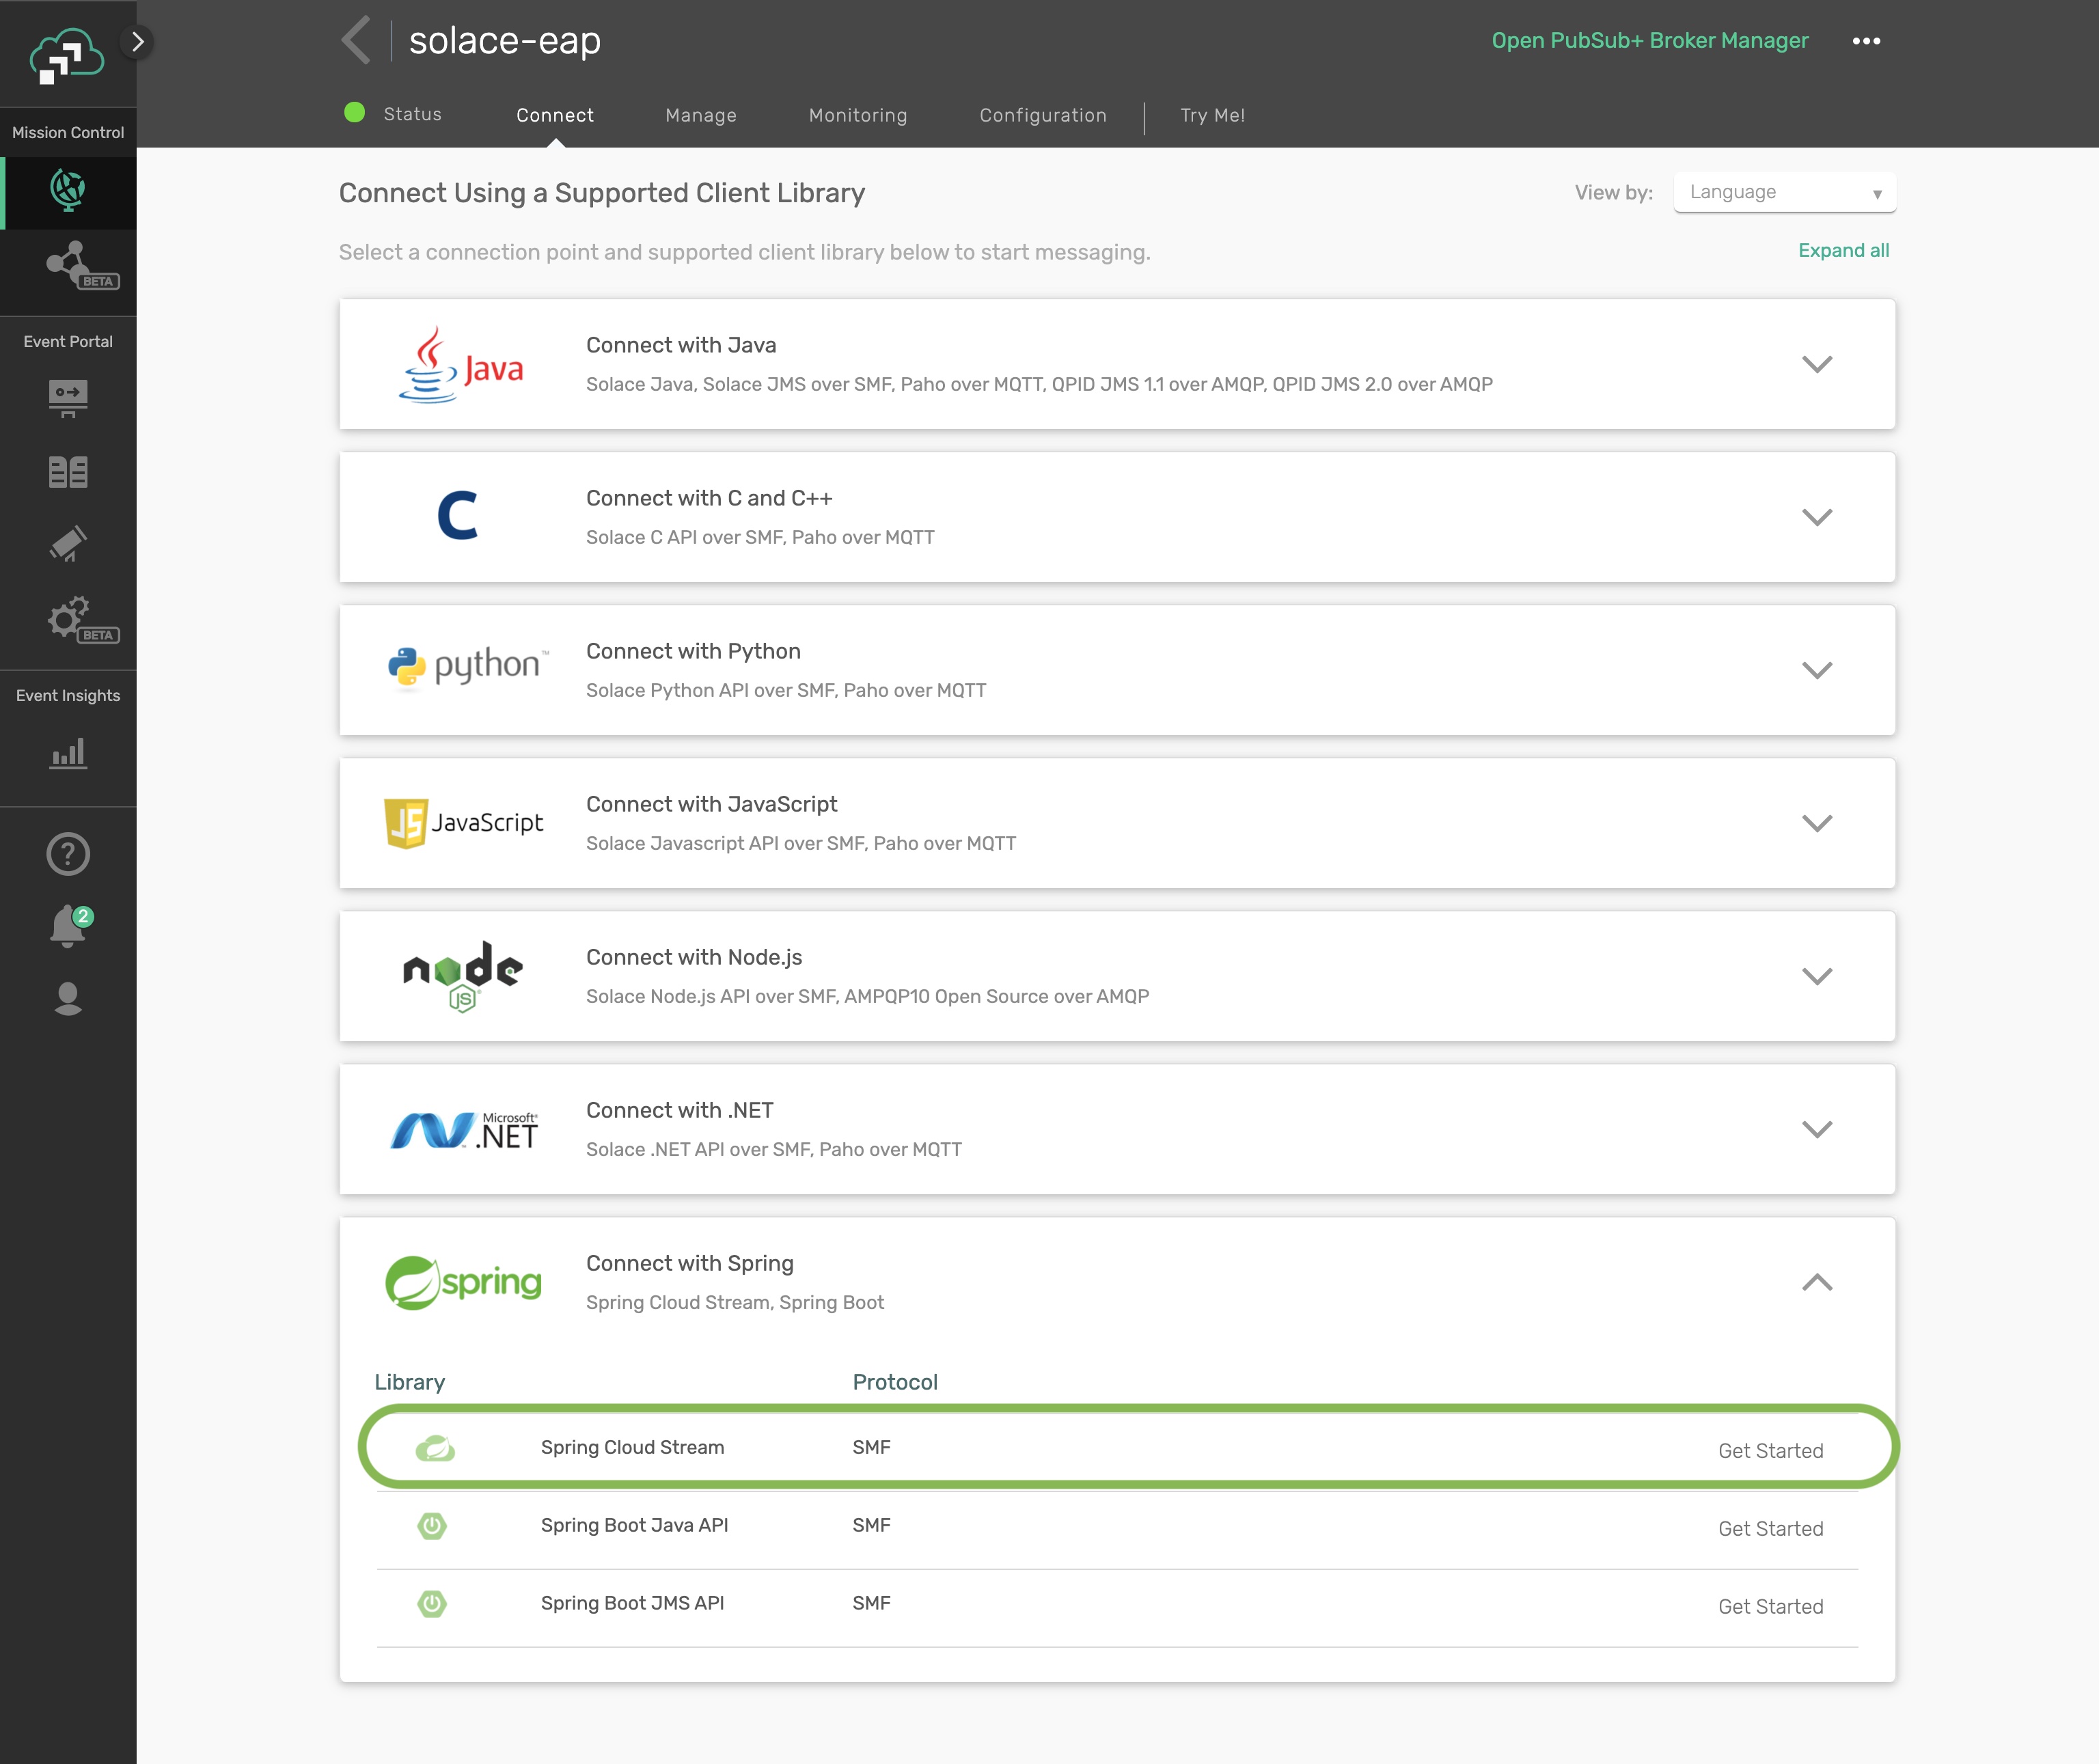 solace-eap
Open PubSub+ Broker Manager
Status
Connect
Manage
Monitoring
Configuration
Try Me!
Mission Control
BETA
Event Portal
BETA
Event Insights
?
2
Connect Using a Supported Client Library
View by:
Language
Select a connection point and supported client library below to start messaging.
Expand all
Java
Connect with Java
Solace Java, Solace JMS over SMF, Paho over MQTT, QPID JMS 1.1 over AMQP, QPID JMS 2.0 over AMQP
C
Connect with C and C++
Solace C API over SMF, Paho over MQTT
python™
Connect with Python
Solace Python API over SMF, Paho over MQTT
JS JavaScript
Connect with JavaScript
Solace Javascript API over SMF, Paho over MQTT
node
JS
Connect with Node.js
Solace Node.js API over SMF, AMPQP10 Open Source over AMQP
Microsoft®
.NET
Connect with .NET
Solace .NET API over SMF, Paho over MQTT
spring
Connect with Spring
Spring Cloud Stream, Spring Boot
Library
Protocol
Spring Cloud Stream
SMF
Get Started
Spring Boot Java API
SMF
Get Started
Spring Boot JMS API
SMF
Get Started